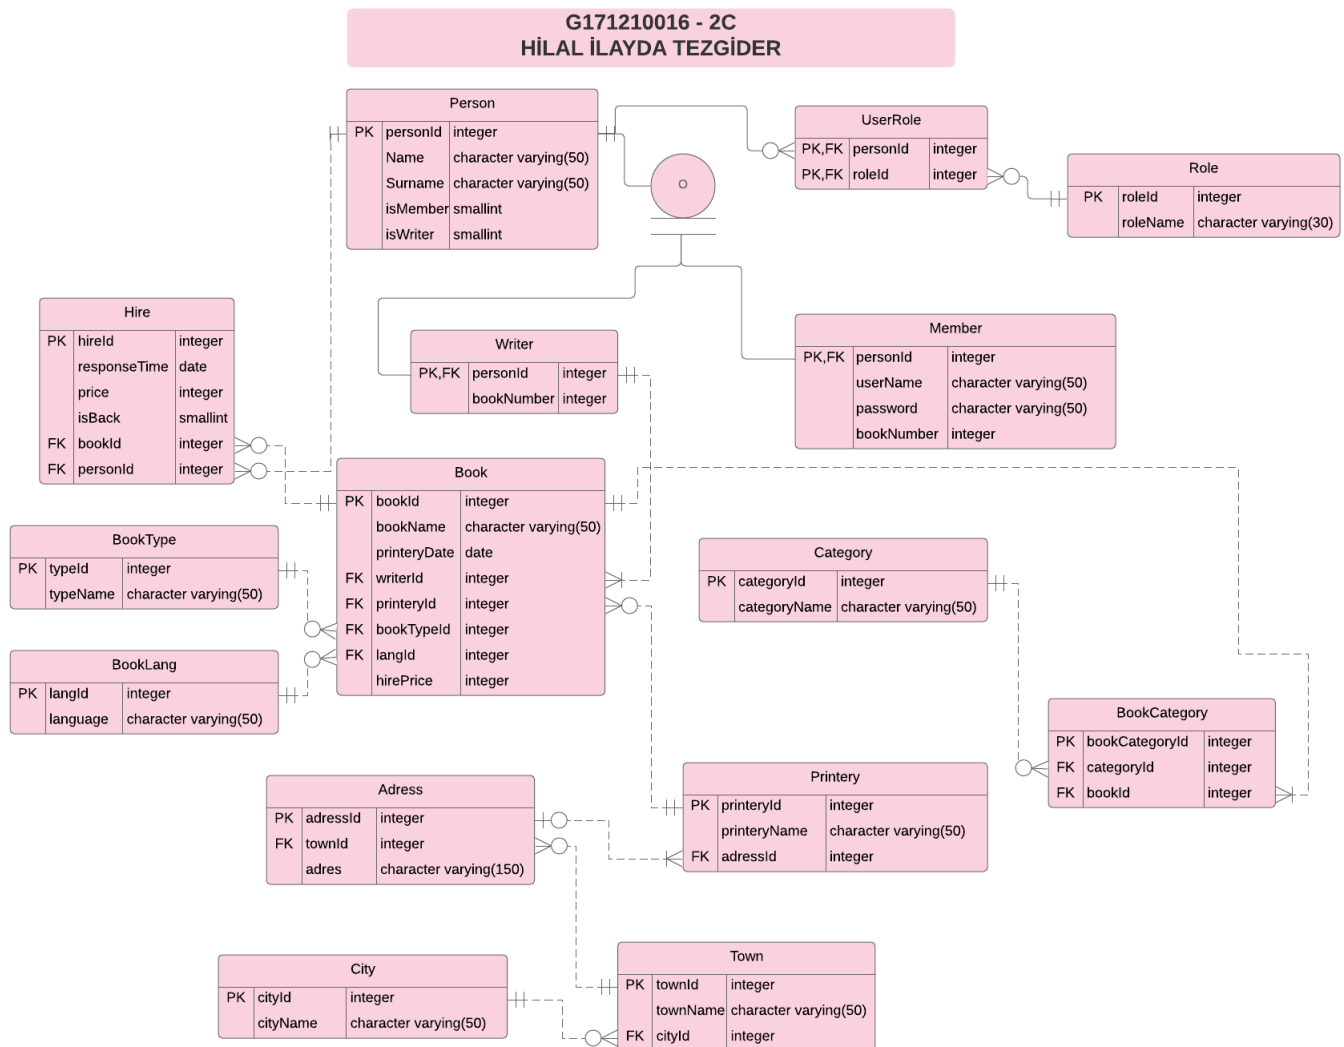 G171210016 - 2C
HİLAL İLAYDA TEZGİDER
Person
PK personId integer
Name character varying(50)
Surname character varying(50)
isMember smallint
isWriter smallint
UserRole
PK,FK personId integer
PK,FK roleId integer
Role
PK roleId integer
roleName character varying(30)
O
Hire
PK hireId integer
responseTime date
price integer
isBack smallint
FK bookId integer
FK personId integer
Writer
PK,FK personId integer
bookNumber integer
Member
PK,FK personId integer
userName character varying(50)
password character varying(50)
bookNumber integer
Book
PK bookId integer
bookName character varying(50)
printeryDate date
FK writerId integer
FK printeryId integer
FK bookTypeId integer
FK langId integer
hirePrice integer
BookType
PK typeId integer
typeName character varying(50)
Category
PK categoryId integer
categoryName character varying(50)
BookLang
PK langId integer
language character varying(50)
BookCategory
PK bookCategoryId integer
FK categoryId integer
FK bookId integer
Adress
PK adressId integer
FK townId integer
adres character varying(150)
Printery
PK printeryId integer
printeryName character varying(50)
FK adressId integer
City
PK cityId integer
cityName character varying(50)
Town
PK townId integer
townName character varying(50)
FK cityId integer